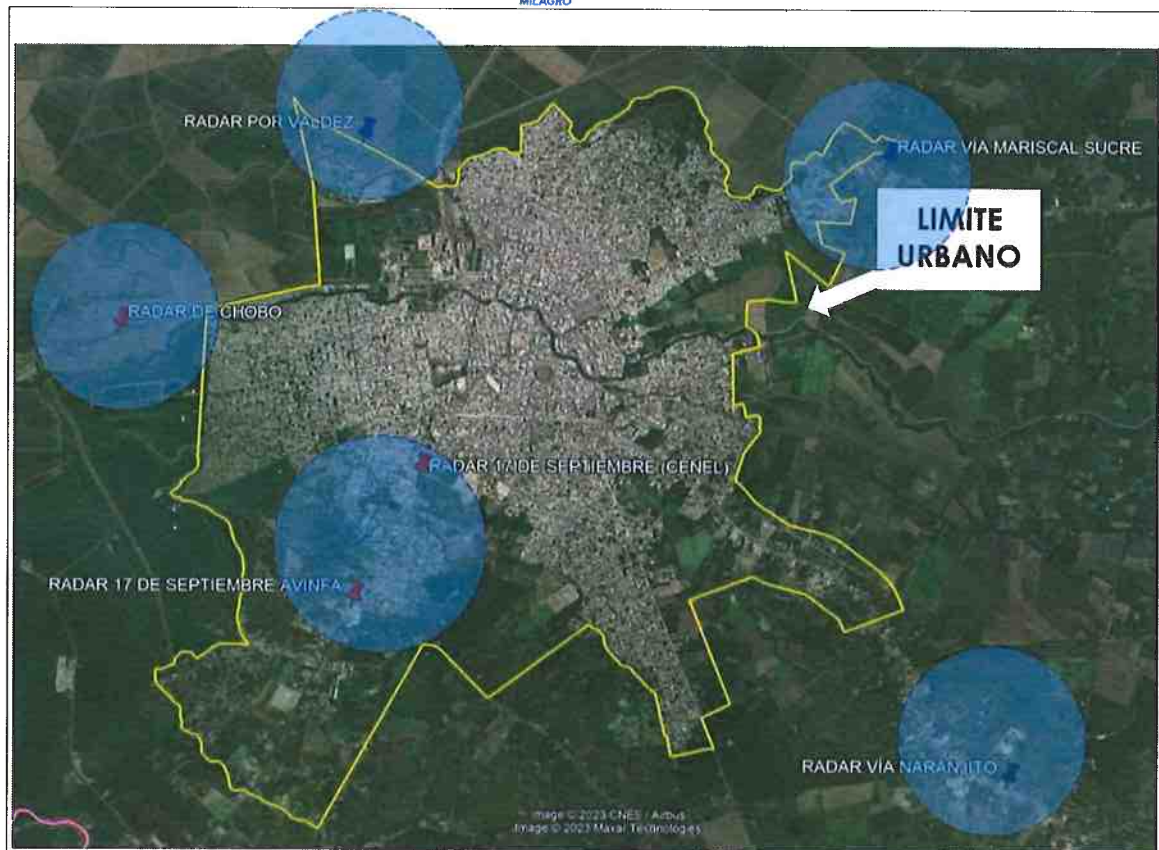 MILAGRO
RADAR POR VALDEZ
RADAR VÍA MARISCAL SUCRE
LIMITE
URBANO
RADAR DE CHOBO
RADAR 17 DE SEPTIEMBRE (CENEL)
RADAR 17 DE SEPTIEMBRE AVINFA
RADAR VÍA NARANJITO
Image © 2023 CNES / Airbus
Image © 2023 Maxar Technologies